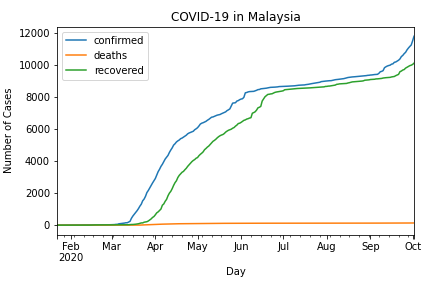 COVID-19 in Malaysia
confirmed
deaths
recovered
Number of Cases
12000
10000
8000
6000
4000
2000
0
Feb Mar Apr May Jun Jul Aug Sep Oct
2020
Day